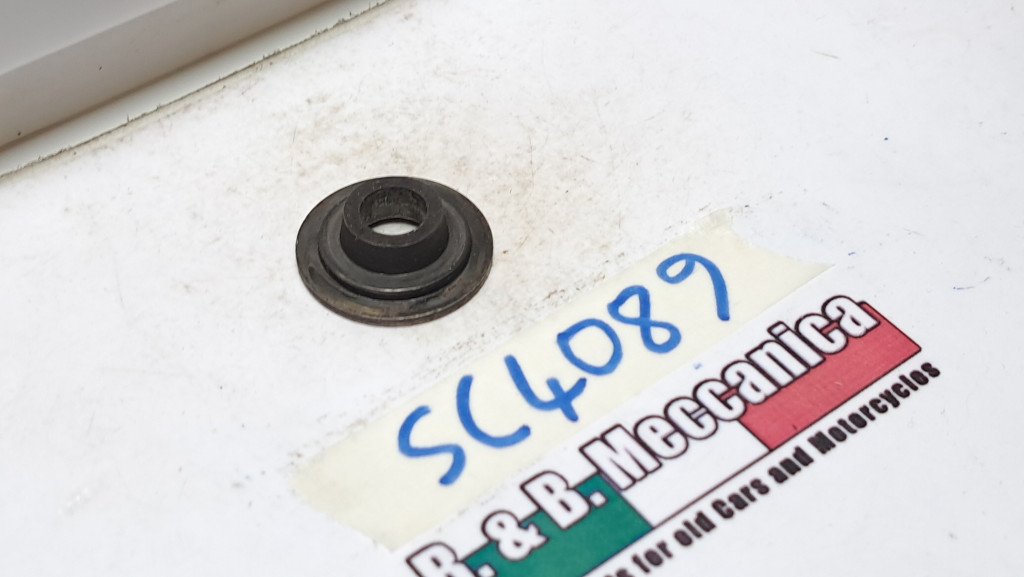 SC4089
R. & B. Meccanica
for old Cars and Motorcycles